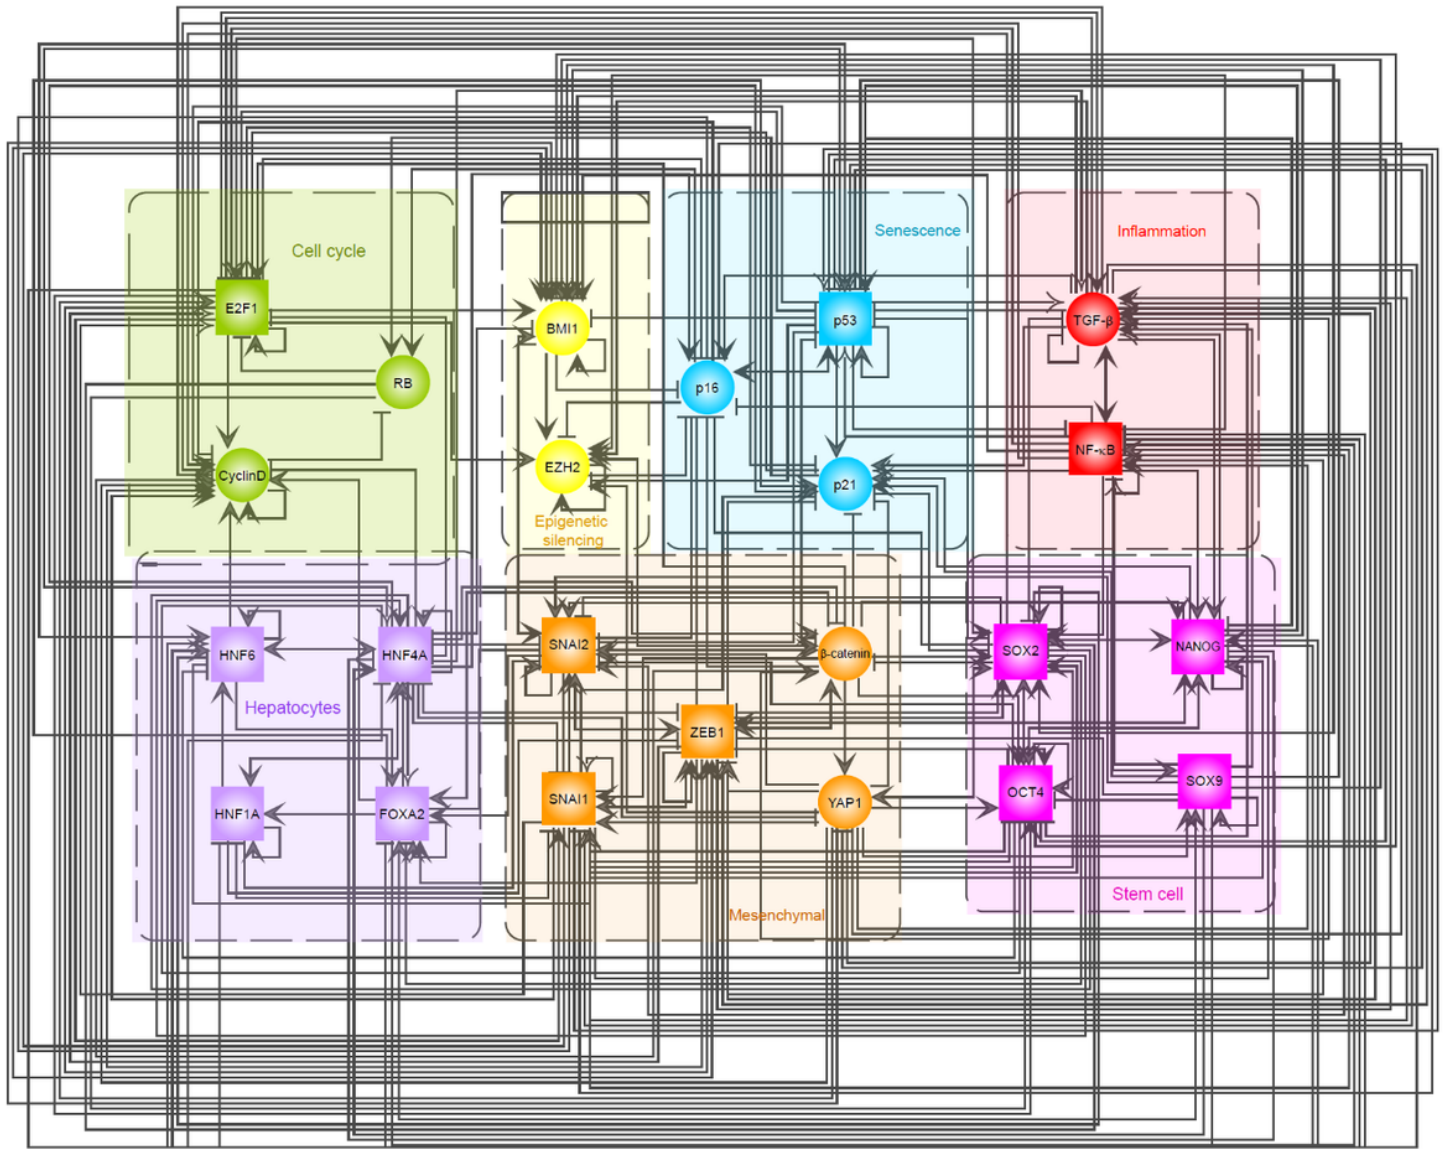 Cell cycle
Senescence
Inflammation
E2F1
BMI1
p53
TGF-β
RB
p16
NF-κB
CyclinD
EZH2
p21
Epigenetic
silencing
HNF6
HNF4A
SNAI2
β-catenin
SOX2
NANOG
Hepatocytes
ZEB1
HNF1A
FOXA2
SNAI1
YAP1
OCT4
SOX9
Stem cell
Mesenchymal